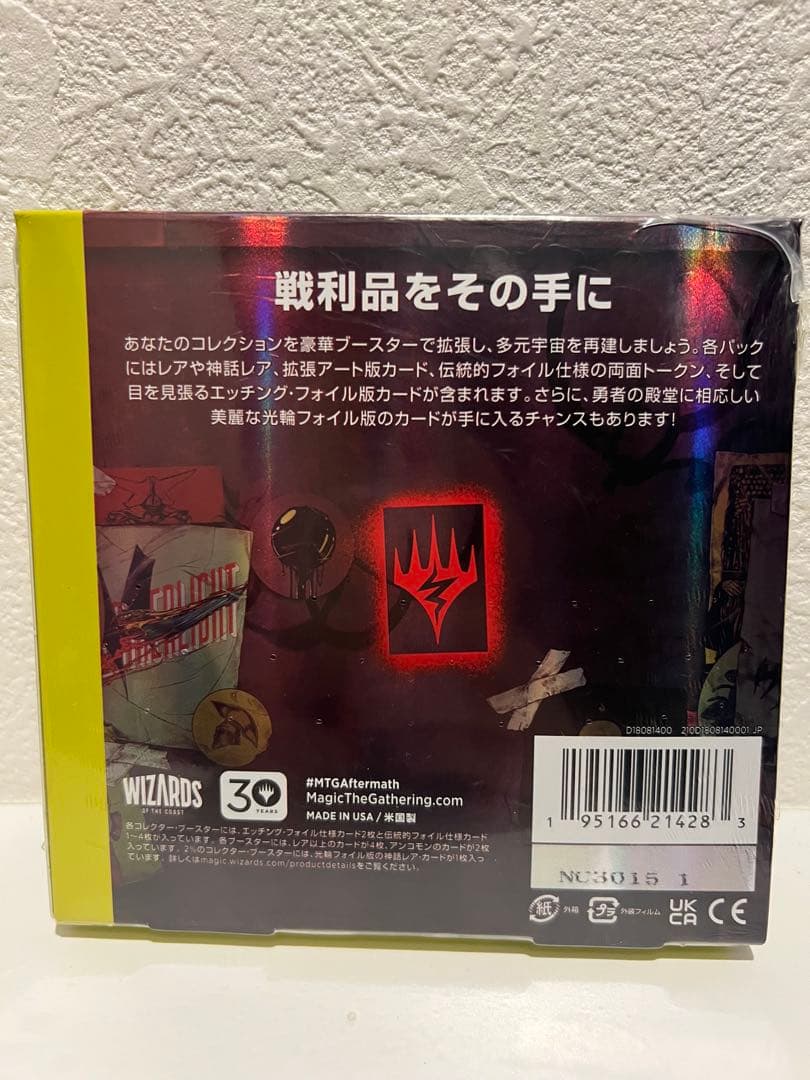 戦利品をその手に
あなたのコレクションを豪華ブースターで拡張し、多元宇宙を再建しましょう。各パック
にはレアや神話レア、拡張アート版カード、伝統的フォイル仕様の両面トークン、そして
目を見張るエッチング・フォイル版カードが含まれます。さらに、勇者の殿堂に相応しい
美麗な光輪フォイル版のカードが手に入るチャンスもあります!
D18081400 210D1808140001 JP
WIZARDS
OF THE COAST
30
YEARS
#MTGAftermath
MagicTheGathering.com
MADE IN USA / 米国製
各コレクター・ブースターには、エッチング・フォイル仕様カード2枚と伝統的フォイル仕様カード
1～4枚が入っています。各ブースターには、レア以上のカードが4枚、アンコモンのカードが2枚
入っています。2%のコレクター・ブースターには、光輪フォイル版の神話レア・カードが1枚入っ
ています。詳しくはmagic.wizards.com/productdetailsをご覧ください。
1 95166 21428 3
NC3015 1
紙 外箱 プラ 外装フィルム UK CA CE